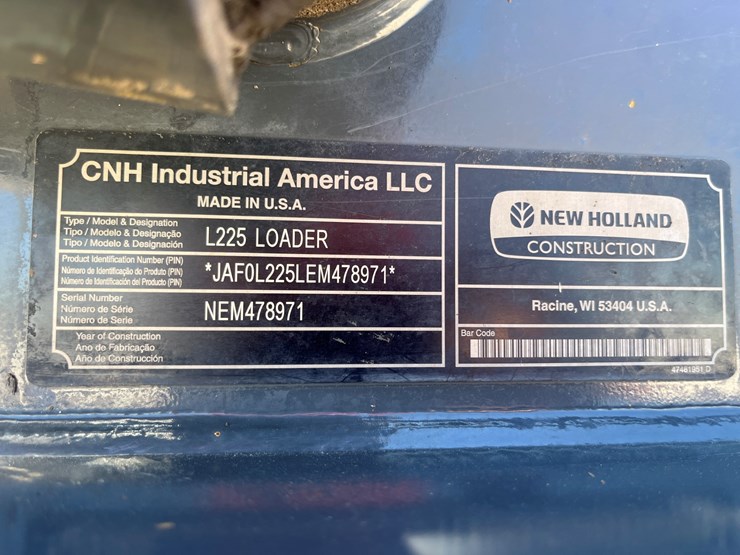 CNH Industrial America LLC
MADE IN U.S.A.
Type / Model & Designation
Tipo / Modelo & Designação
Tipo / Modelo & Designación
L225 LOADER
Product Identification Number (PIN)
Número de Identificação do Produto (PIN)
Número de Identificación del Producto (PIN)
*JAF0L225LEM478971*
Serial Number
Número de Série
Número de Serie
NEM478971
Year of Construction
Ano de Fabricação
Año de Construcción
NEW HOLLAND
CONSTRUCTION
Racine, WI 53404 U.S.A.
Bar Code
47481951 D